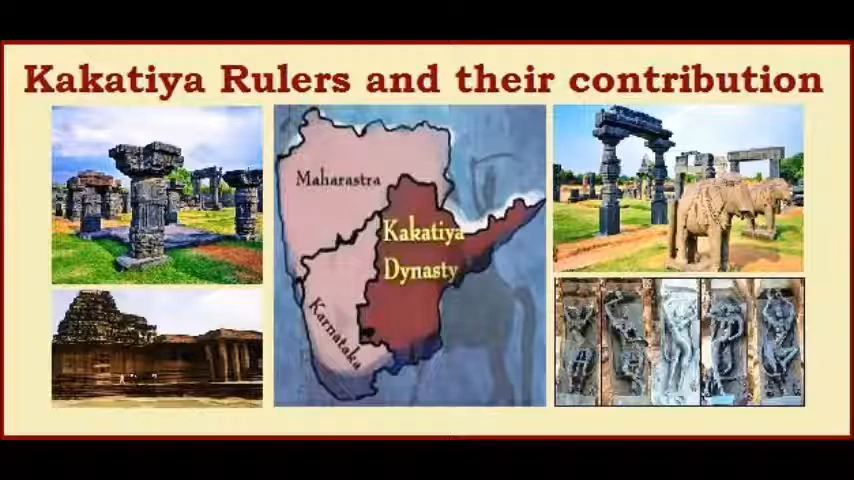 Kakatiya Rulers and their contribution
Maharastra
Kakatiya
Dynasty
Karnataka